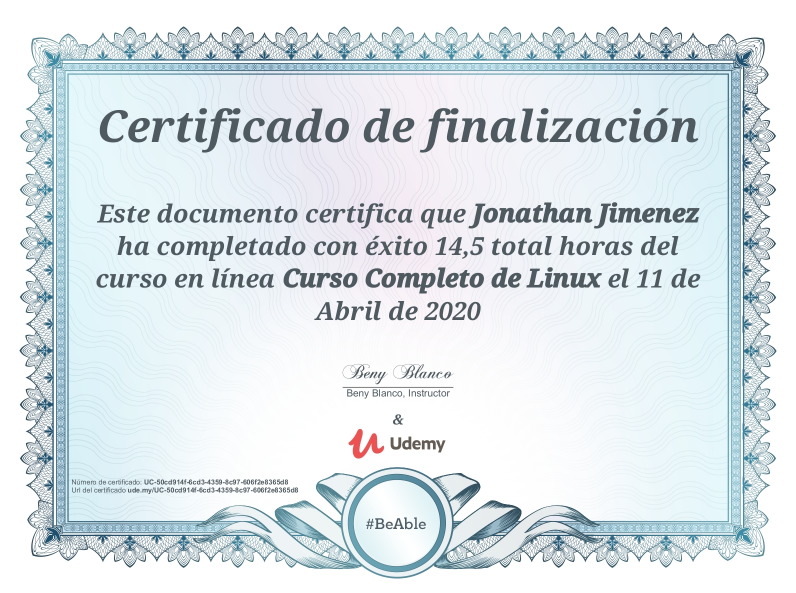 Certificado de finalización
Este documento certifica que Jonathan Jimenez
ha completado con éxito 14,5 total horas del
curso en línea Curso Completo de Linux el 11 de
Abril de 2020
Beny Blanco
Beny Blanco, Instructor
&
Udemy
Número de certificado: UC-50cd914f-6cd3-4359-8c97-606f2e8365d8
Url del certificado ude.my/UC-50cd914f-6cd3-4359-8c97-606f2e8365d8
#BeAble